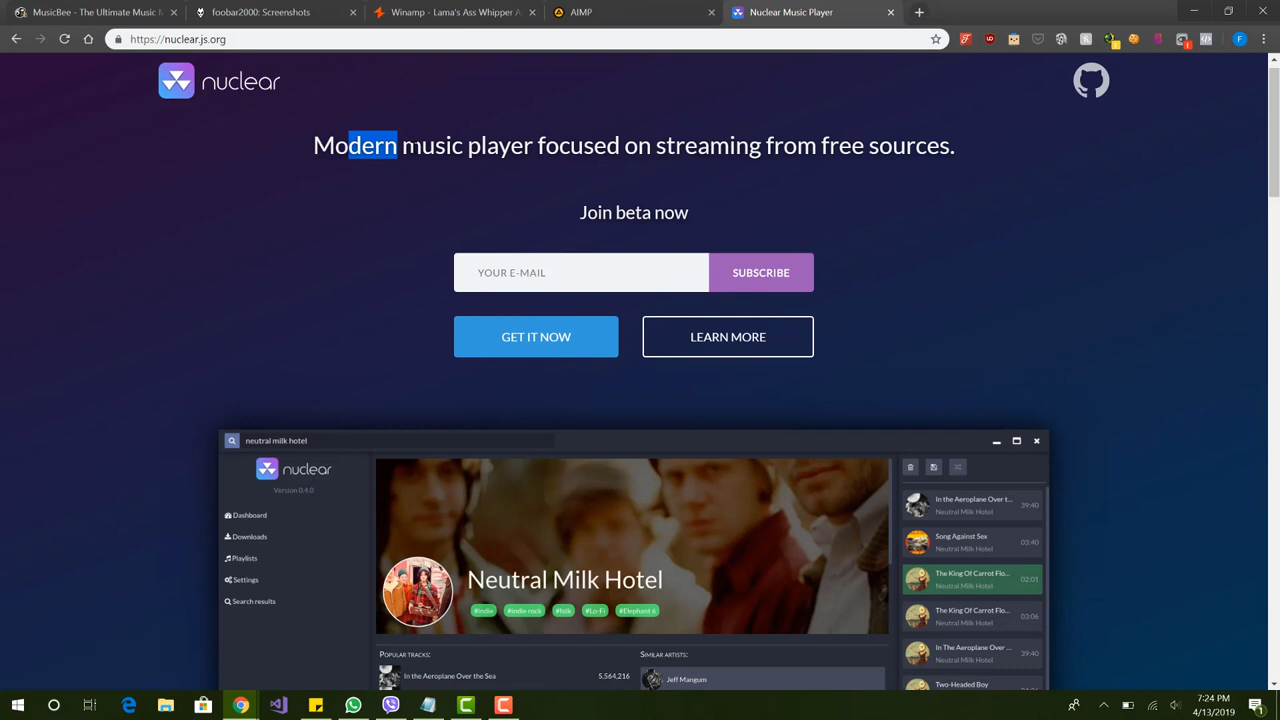 MusicBee - The Ultimate Music M
foobar2000: Screenshots
Winamp - Download Latest Versio
AIMP
Nuclear Music Player
https://nuclear.js.org
nuclear
Modern music player focused on streaming from free sources.
Join beta now
YOUR E-MAIL
SUBSCRIBE
GET IT NOW
LEARN MORE
neutral milk hotel
nuclear
Version 0.4.0
Dashboard
Downloads
Playlists
Settings
Search results
Neutral Milk Hotel
#indie
#indie rock
#folk
#Lo-Fi
#Elephant 6
POPULAR TRACKS:
In the Aeroplane Over the Sea
5,564,216
SIMILAR ARTISTS:
Jeff Mangum
In the Aeroplane Over t...
Neutral Milk Hotel
39:40
Song Against Sex
Neutral Milk Hotel
03:40
The King Of Carrot Flo...
Neutral Milk Hotel
02:01
The King Of Carrot Flo...
Neutral Milk Hotel
03:06
In The Aeroplane Over ...
Neutral Milk Hotel
39:40
Two-Headed Boy
7:24 PM
4/13/2019